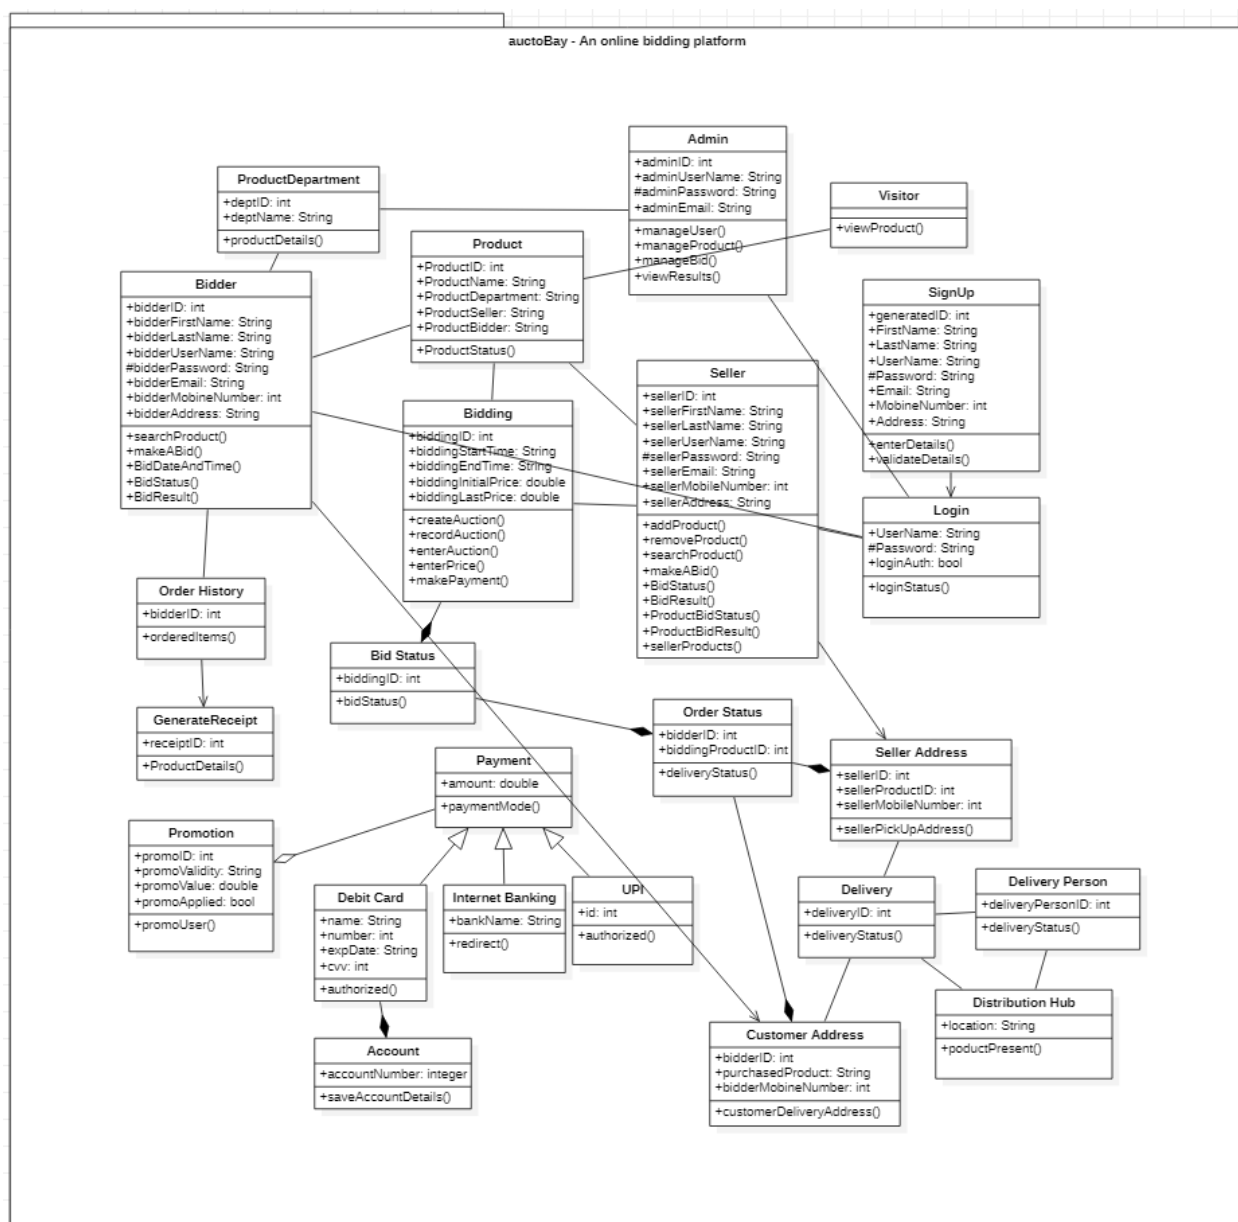 auctoBay - An online bidding platform
Admin
+adminID: int
+adminUserName: String
#adminPassword: String
+adminEmail: String
+manageUser()
+manageProduct()
+manageBid()
+viewResults()
ProductDepartment
+deptID: int
+deptName: String
+productDetails()
Visitor
+viewProduct()
Product
+ProductID: int
+ProductName: String
+ProductDepartment: String
+ProductSeller: String
+ProductBidder: String
+ProductStatus()
Bidder
+bidderID: int
+bidderFirstName: String
+bidderLastName: String
+bidderUserName: String
#bidderPassword: String
+bidderEmail: String
+bidderMobineNumber: int
+bidderAddress: String
+searchProduct()
+makeABid()
+BidDateAndTime()
+BidStatus()
+BidResult()
SignUp
+generatedID: int
+FirstName: String
+LastName: String
+UserName: String
#Password: String
+Email: String
+MobineNumber: int
+Address: String
+enterDetails()
+validateDetails()
Seller
+sellerID: int
+sellerFirstName: String
+sellerLastName: String
+sellerUserName: String
#sellerPassword: String
+sellerEmail: String
+sellerMobileNumber: int
+sellerAddress: String
+addProduct()
+removeProduct()
+searchProduct()
+makeABid()
+BidStatus()
+BidResult()
+ProductBidStatus()
+ProductBidResult()
+sellerProducts()
Bidding
+biddingID: int
+biddingStartTime: String
+biddingEndTime: String
+biddingInitialPrice: double
+biddingLastPrice: double
+createAuction()
+recordAuction()
+enterAuction()
+enterPrice()
+makePayment()
Login
+UserName: String
#Password: String
+loginAuth: bool
+loginStatus()
Order History
+bidderID: int
+orderedItems()
Bid Status
+biddingID: int
+bidStatus()
GenerateReceipt
+receiptID: int
+ProductDetails()
Order Status
+bidderID: int
+biddingProductID: int
+deliveryStatus()
Seller Address
+sellerID: int
+sellerProductID: int
+sellerMobileNumber: int
+sellerPickUpAddress()
Payment
+amount: double
+paymentMode()
Promotion
+promoID: int
+promoValidity: String
+promoValue: double
+promoApplied: bool
+promoUser()
Debit Card
+name: String
+number: int
+expDate: String
+cvv: int
+authorized()
Internet Banking
+bankName: String
+redirect()
UPI
+id: int
+authorized()
Delivery
+deliveryID: int
+deliveryStatus()
Delivery Person
+deliveryPersonID: int
+deliveryStatus()
Distribution Hub
+location: String
+poductPresent()
Customer Address
+bidderID: int
+purchasedProduct: String
+bidderMobineNumber: int
+customerDeliveryAddress()
Account
+accountNumber: integer
+saveAccountDetails()